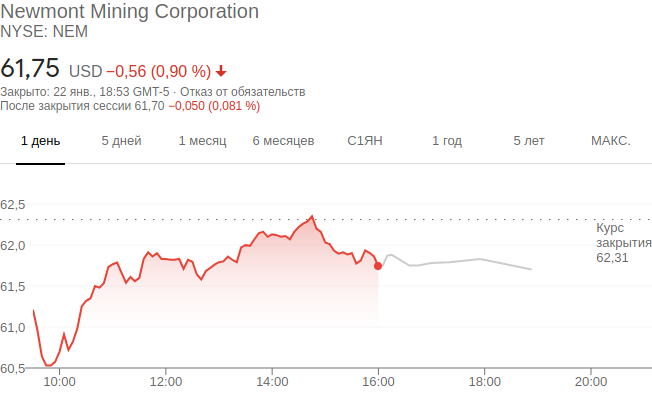 Newmont Mining Corporation
NYSE: NEM
61,75 USD −0,56 (0,90 %)
Закрыто: 22 янв., 18:53 GMT-5 · Отказ от обязательств
После закрытия сессии 61,70 −0,050 (0,081 %)
1 день 5 дней 1 месяц 6 месяцев С1ЯН 1 год 5 лет МАКС.
62,5
Курс
закрытия
62,31
62,0
61,5
61,0
60,5
10:00 12:00 14:00 16:00 18:00 20:00